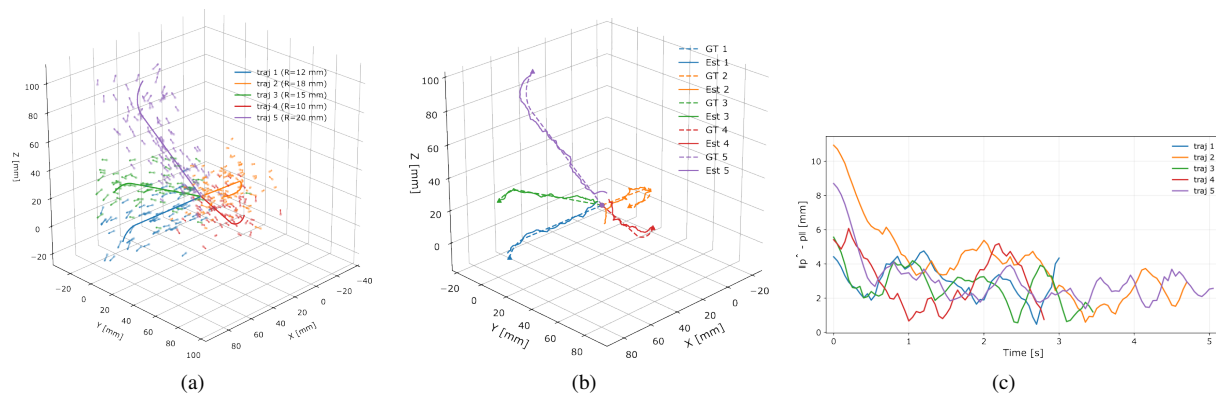 traj 1 (R=12 mm)
traj 2 (R=18 mm)
traj 3 (R=15 mm)
traj 4 (R=10 mm)
traj 5 (R=20 mm)
100
80
60
40
20
0
−20
Z [mm]
−20
0
20
40
60
80
100
Y [mm]
80
60
40
20
0
−20
−40
X [mm]
(a)
GT 1
Est 1
GT 2
Est 2
GT 3
Est 3
GT 4
Est 4
GT 5
Est 5
100
80
60
40
20
0
Z [mm]
−20
0
20
40
60
80
Y [mm]
80
60
40
20
0
−20
X [mm]
(b)
traj 1
traj 2
traj 3
traj 4
traj 5
10
8
6
4
2
0
‖p^ - p‖ [mm]
0
1
2
3
4
5
Time [s]
(c)